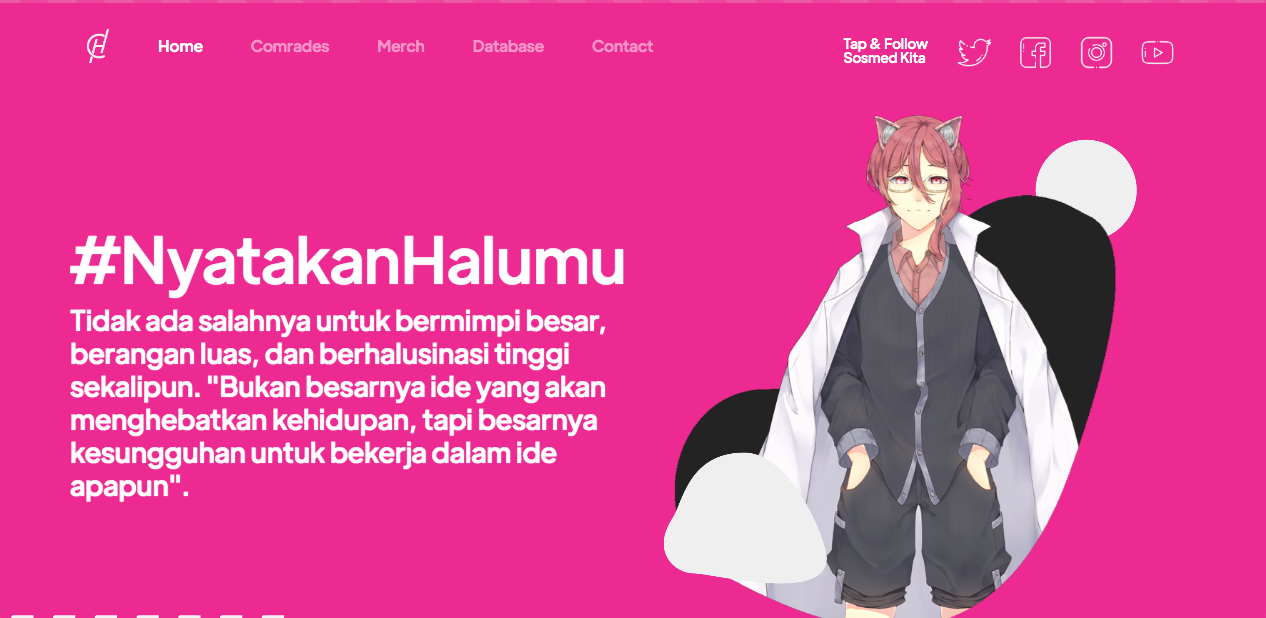 Home
Comrades
Merch
Database
Contact
Tap & Follow
Sosmed Kita
#NyatakanHalumu
Tidak ada salahnya untuk bermimpi besar,
berangan luas, dan berhalusinasi tinggi
sekalipun. "Bukan besarnya ide yang akan
menghebatkan kehidupan, tapi besarnya
kesungguhan untuk bekerja dalam ide
apapun".